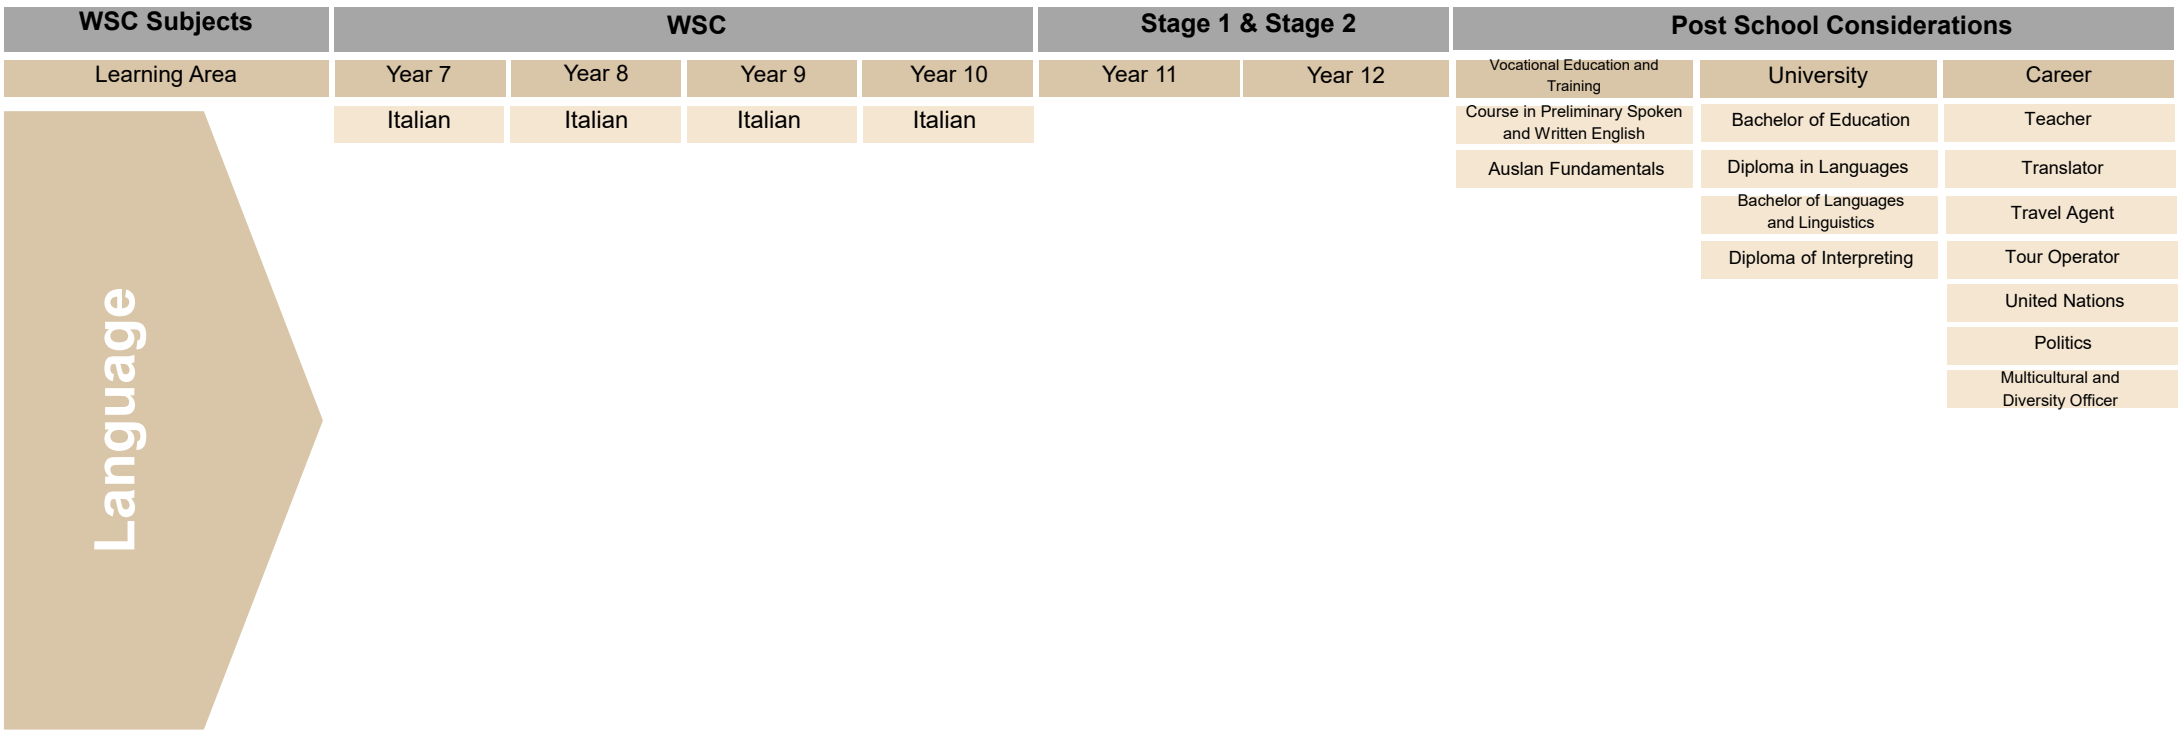 WSC Subjects
WSC
Stage 1 & Stage 2
Post School Considerations
Learning Area
Year 7
Year 8
Year 9
Year 10
Year 11
Year 12
Vocational Education and
Training
University
Career
Italian
Italian
Italian
Italian
Course in Preliminary Spoken
and Written English
Bachelor of Education
Teacher
Auslan Fundamentals
Diploma in Languages
Translator
Bachelor of Languages
and Linguistics
Travel Agent
Diploma of Interpreting
Tour Operator
United Nations
Politics
Multicultural and
Diversity Officer
Language